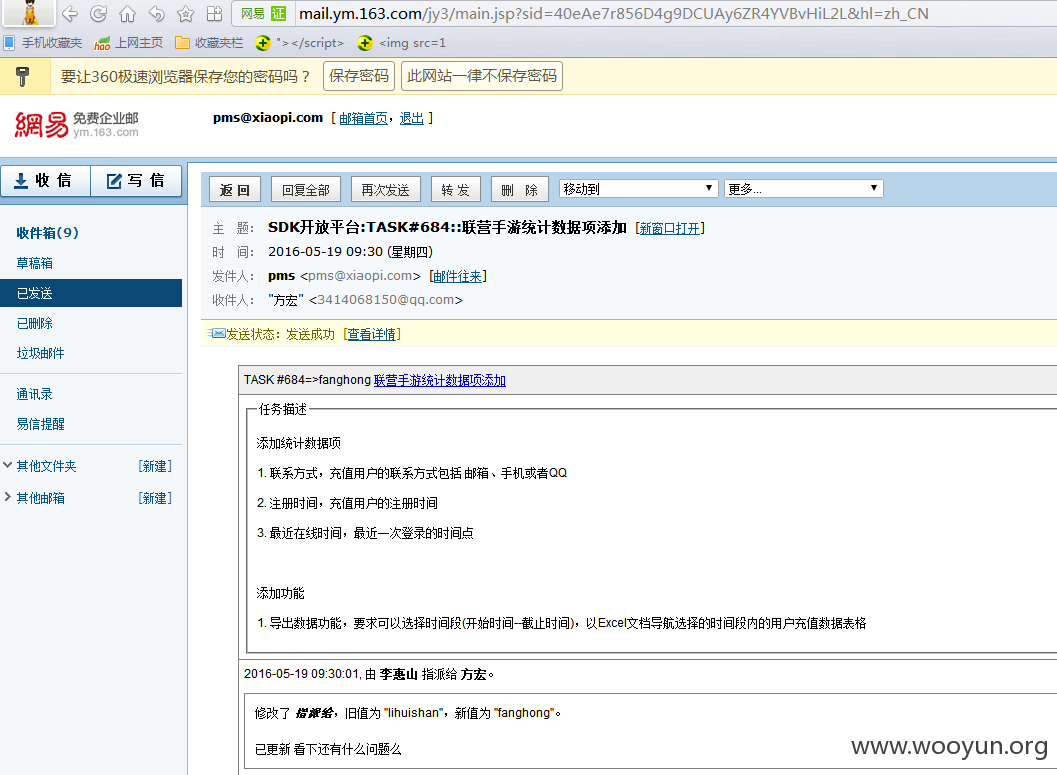 网易 证 mail.ym.163.com/jy3/main.jsp?sid=40eAe7r856D4g9DCUAy6ZR4YVBvHiL2L&hl=zh_CN
手机收藏夹 hao 上网主页 收藏夹栏 "></script> <img src=1
要让360极速浏览器保存您的密码吗？ 保存密码 此网站一律不保存密码
網易 免费企业邮 ym.163.com
pms@xiaopi.com [ 邮箱首页, 退出 ]
收 信 写 信
返 回 回复全部 再次发送 转 发 删 除 移动到 更多...
收件箱(9)
草稿箱
已发送
已删除
垃圾邮件
通讯录
易信提醒
其他文件夹 [新建]
其他邮箱 [新建]
主 题: SDK开放平台:TASK#684::联营手游统计数据项添加 [新窗口打开]
时 间: 2016-05-19 09:30 (星期四)
发件人: pms <pms@xiaopi.com> [邮件往来]
收件人: "方宏" <3414068150@qq.com>
发送状态: 发送成功 [查看详情]
TASK #684=>fanghong 联营手游统计数据项添加
任务描述
添加统计数据项
1. 联系方式，充值用户的联系方式包括 邮箱、手机或者QQ
2. 注册时间，充值用户的注册时间
3. 最近在线时间，最近一次登录的时间点
添加功能
1. 导出数据功能，要求可以选择时间段(开始时间--截止时间)，以Excel文档导航选择的时间段内的用户充值数据表格
2016-05-19 09:30:01, 由 李惠山 指派给 方宏。
修改了 指派给，旧值为 "lihuishan"，新值为 "fanghong"。
已更新 看下还有什么问题么
www.wooyun.org